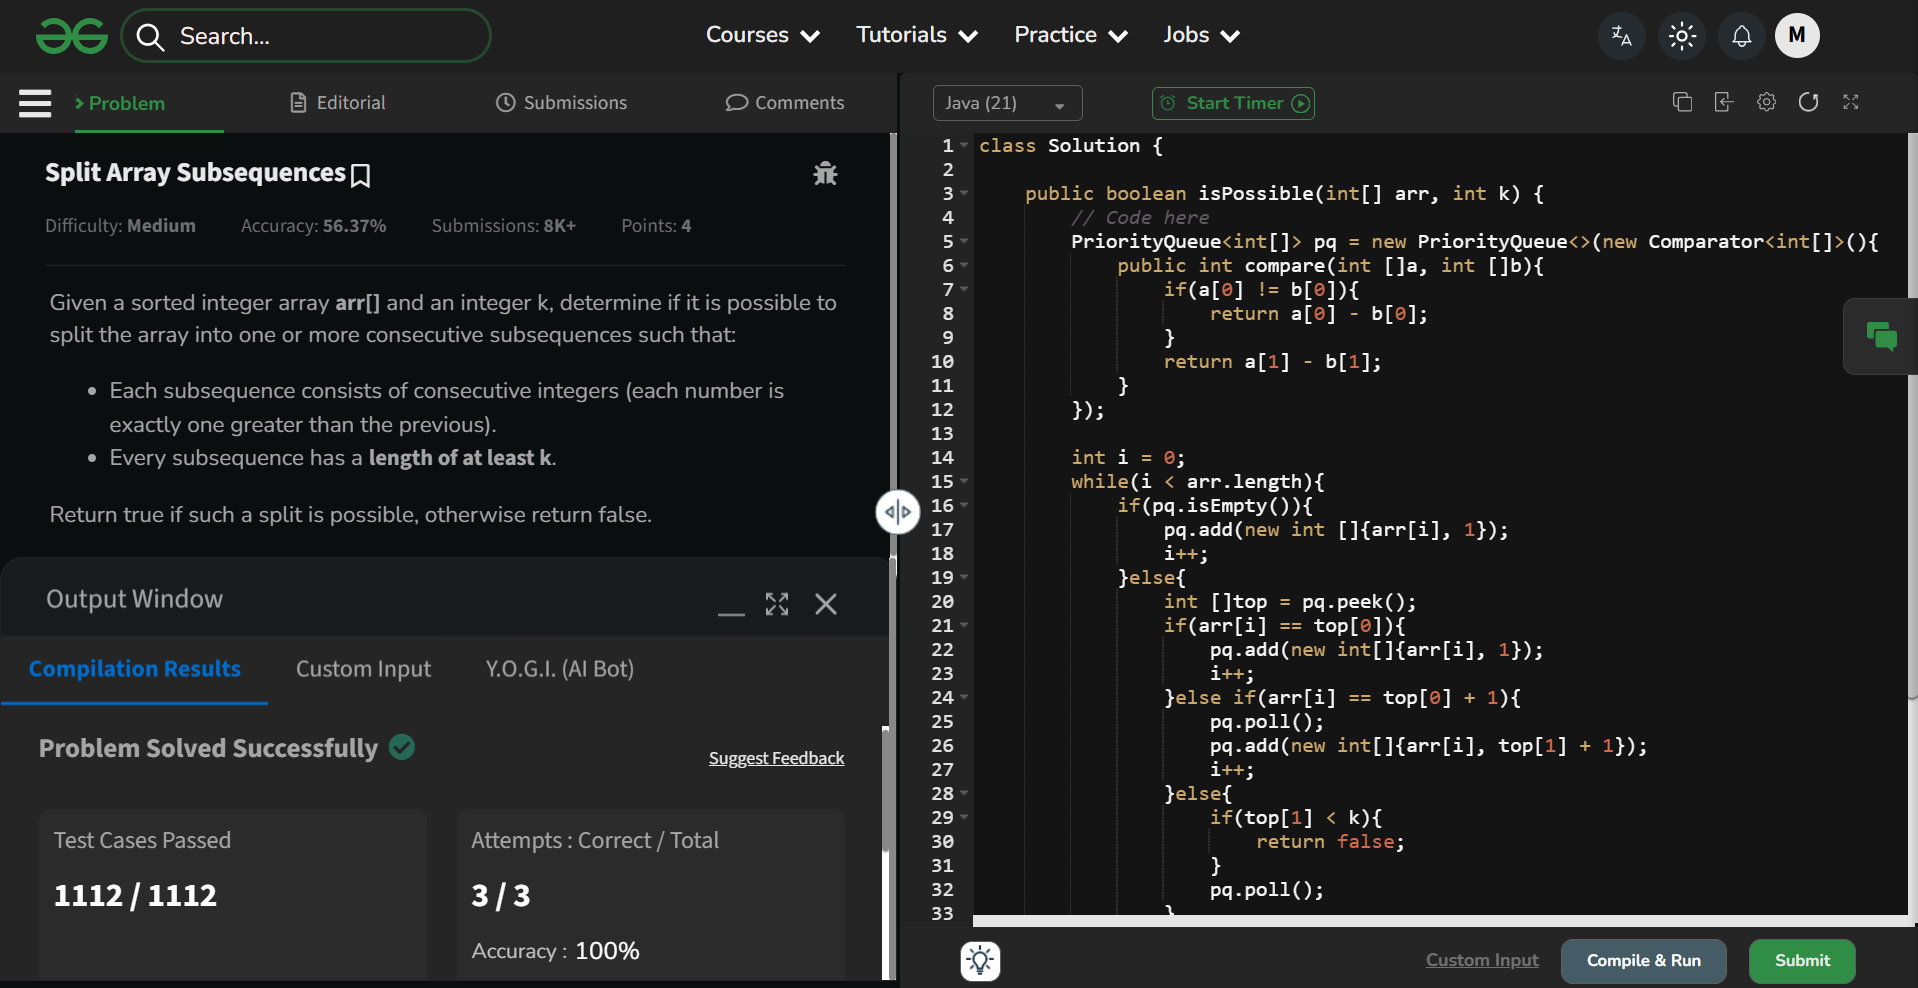 Search...
Courses
Tutorials
Practice
Jobs
M
Problem
Editorial
Submissions
Comments
Split Array Subsequences
Difficulty: Medium
Accuracy: 56.37%
Submissions: 8K+
Points: 4
Given a sorted integer array arr[] and an integer k, determine if it is possible to
split the array into one or more consecutive subsequences such that:
• Each subsequence consists of consecutive integers (each number is
exactly one greater than the previous).
• Every subsequence has a length of at least k.
Return true if such a split is possible, otherwise return false.
Output Window
Compilation Results
Custom Input
Y.O.G.I. (AI Bot)
Problem Solved Successfully
Suggest Feedback
Test Cases Passed
1112 / 1112
Attempts : Correct / Total
3 / 3
Accuracy : 100%
Java (21)
Start Timer
1 class Solution {
2
3     public boolean isPossible(int[] arr, int k) {
4         // Code here
5         PriorityQueue<int[]> pq = new PriorityQueue<>(new Comparator<int[]>(){
6             public int compare(int []a, int []b){
7                 if(a[0] != b[0]){
8                     return a[0] - b[0];
9                 }
10                 return a[1] - b[1];
11             }
12         });
13
14         int i = 0;
15         while(i < arr.length){
16             if(pq.isEmpty()){
17                 pq.add(new int []{arr[i], 1});
18                 i++;
19             }else{
20                 int []top = pq.peek();
21                 if(arr[i] == top[0]){
22                     pq.add(new int[]{arr[i], 1});
23                     i++;
24                 }else if(arr[i] == top[0] + 1){
25                     pq.poll();
26                     pq.add(new int[]{arr[i], top[1] + 1});
27                     i++;
28                 }else{
29                     if(top[1] < k){
30                         return false;
31                     }
32                     pq.poll();
33                 }
Custom Input
Compile & Run
Submit